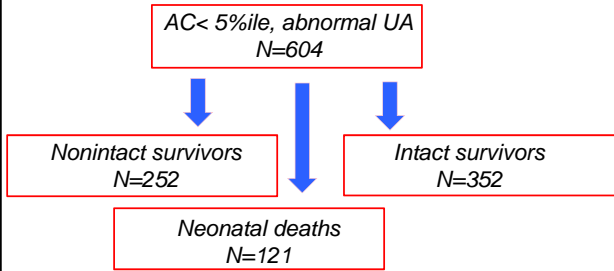 AC< 5%ile, abnormal UA
N=604
Nonintact survivors
N=252
Intact survivors
N=352
Neonatal deaths
N=121